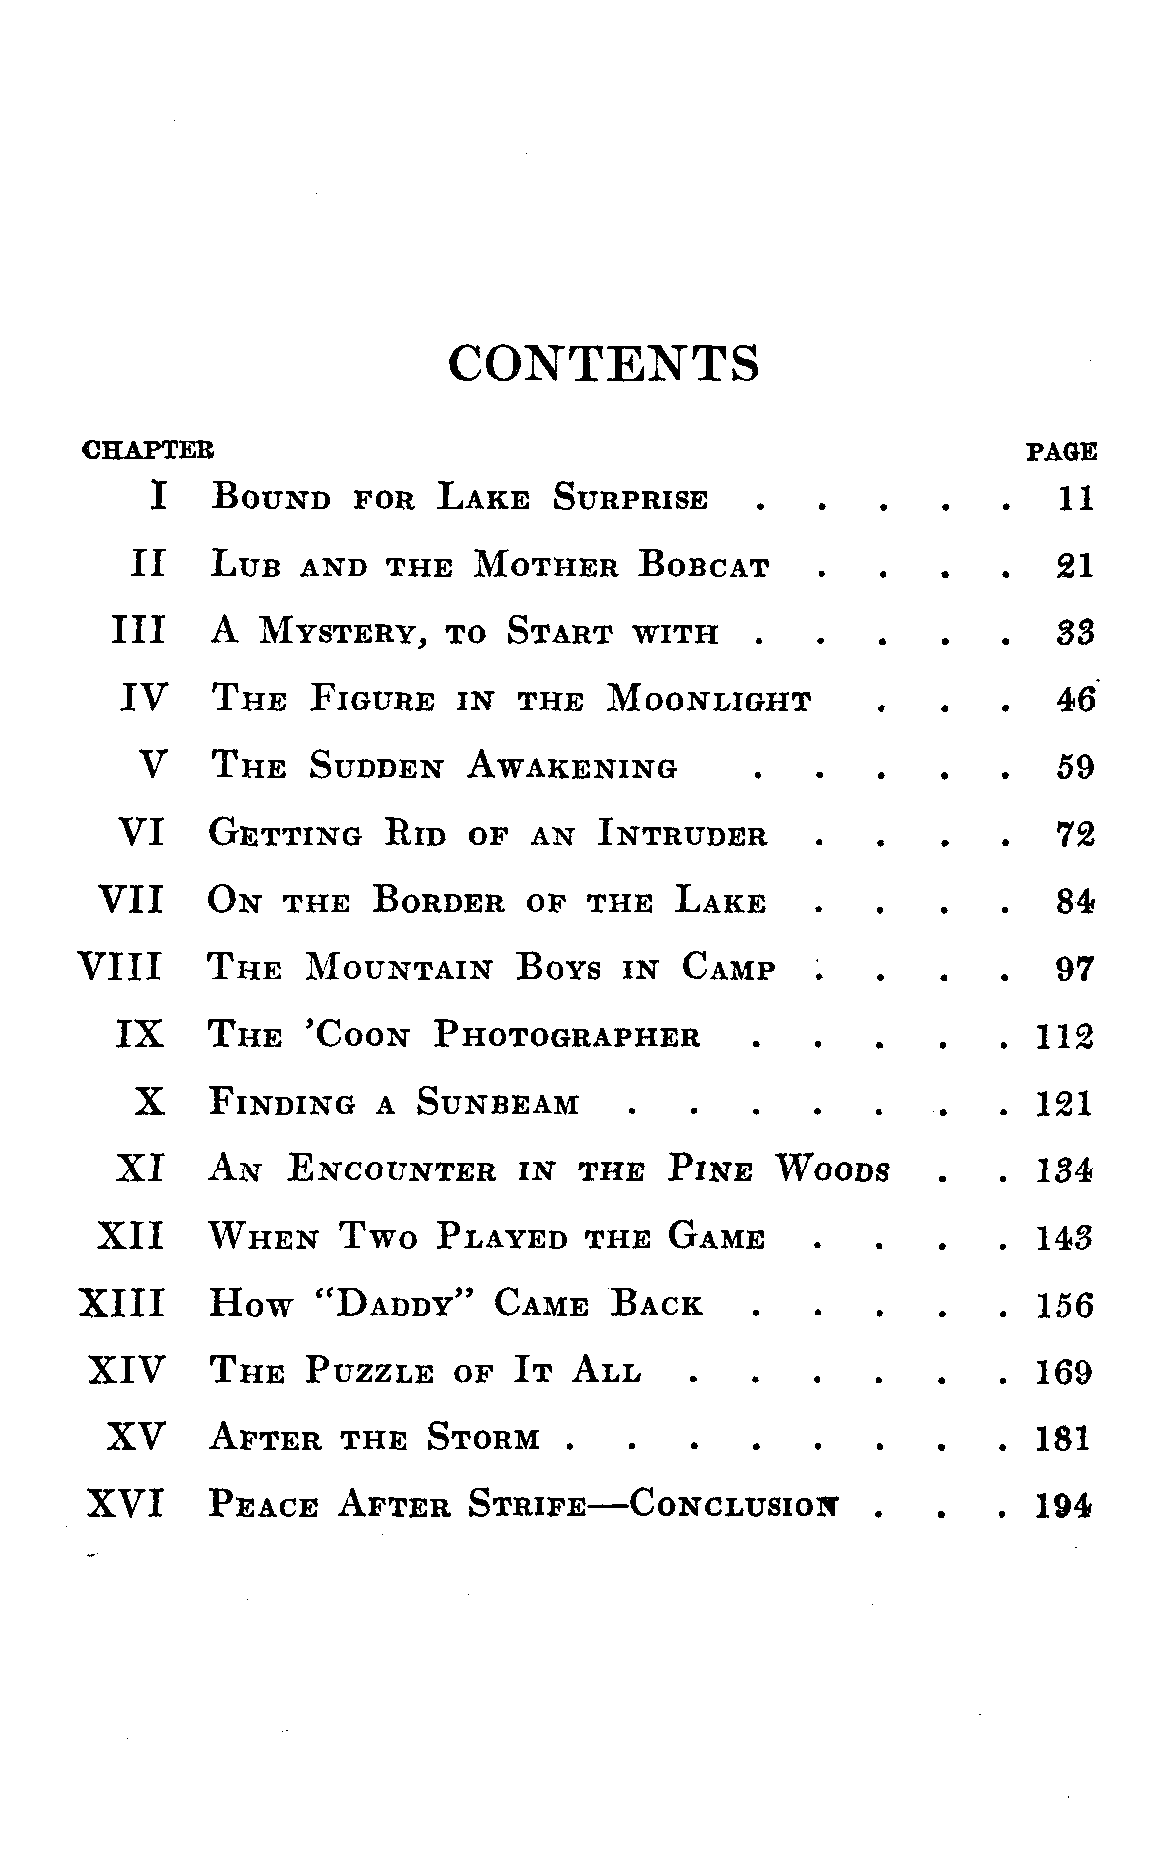 CONTENTS
CHAPTER PAGE
I Bound for Lake Surprise . . . . . 11
II Lub and the Mother Bobcat . . . . 21
III A Mystery, to Start with . . . . . 33
IV The Figure in the Moonlight . . . 46
V The Sudden Awakening . . . . . 59
VI Getting Rid of an Intruder . . . . 72
VII On the Border of the Lake . . . . 84
VIII The Mountain Boys in Camp . . . . 97
IX The 'Coon Photographer . . . . . 112
X Finding a Sunbeam . . . . . . . 121
XI An Encounter in the Pine Woods . . 134
XII When Two Played the Game . . . . 143
XIII How "Daddy" Came Back . . . . . 156
XIV The Puzzle of It All . . . . . . 169
XV After the Storm . . . . . . . . 181
XVI Peace After Strife—Conclusion . . . 194